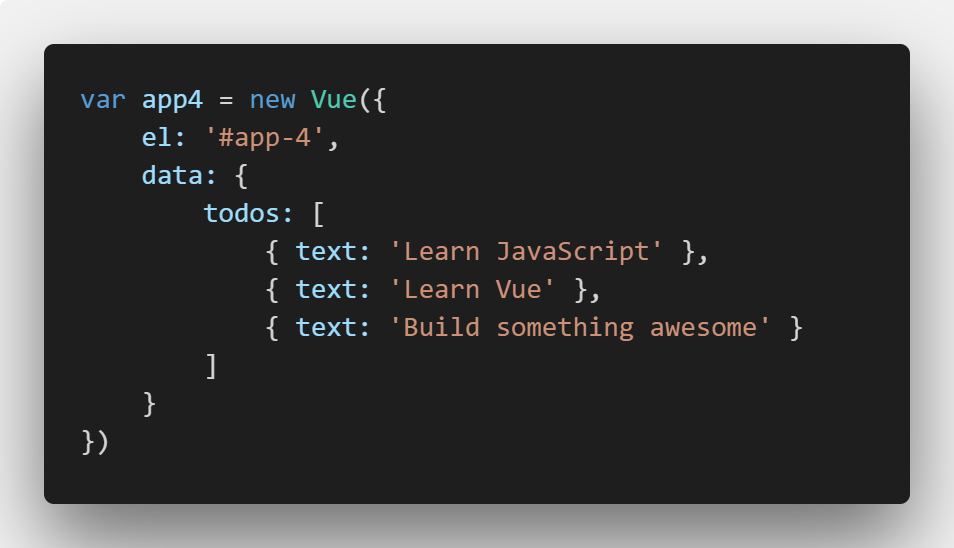 var app4 = new Vue({
    el: '#app-4',
    data: {
        todos: [
            { text: 'Learn JavaScript' },
            { text: 'Learn Vue' },
            { text: 'Build something awesome' }
        ]
    }
})